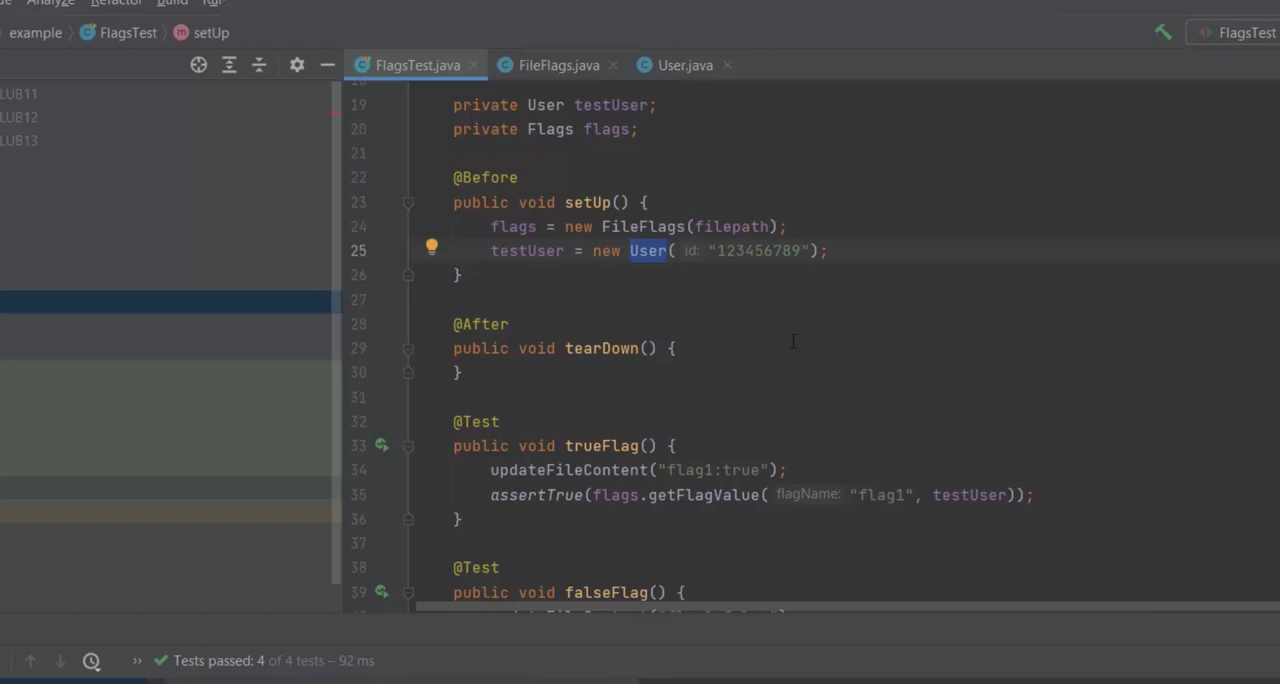 Analyze Refactor Build Run
example FlagsTest setUp FlagsTest
FlagsTest.java FileFlags.java User.java
LUB11
LUB12
LUB13
19 private User testUser;
20 private Flags flags;
21
22 @Before
23 public void setUp() {
24 flags = new FileFlags(filepath);
25 testUser = new User( id: "123456789");
26 }
27
28 @After
29 public void tearDown() {
30 }
31
32 @Test
33 public void trueFlag() {
34 updateFileContent("flag1:true");
35 assertTrue(flags.getFlagValue( flagName: "flag1", testUser));
36 }
37
38 @Test
39 public void falseFlag() {
>> Tests passed: 4 of 4 tests – 92 ms